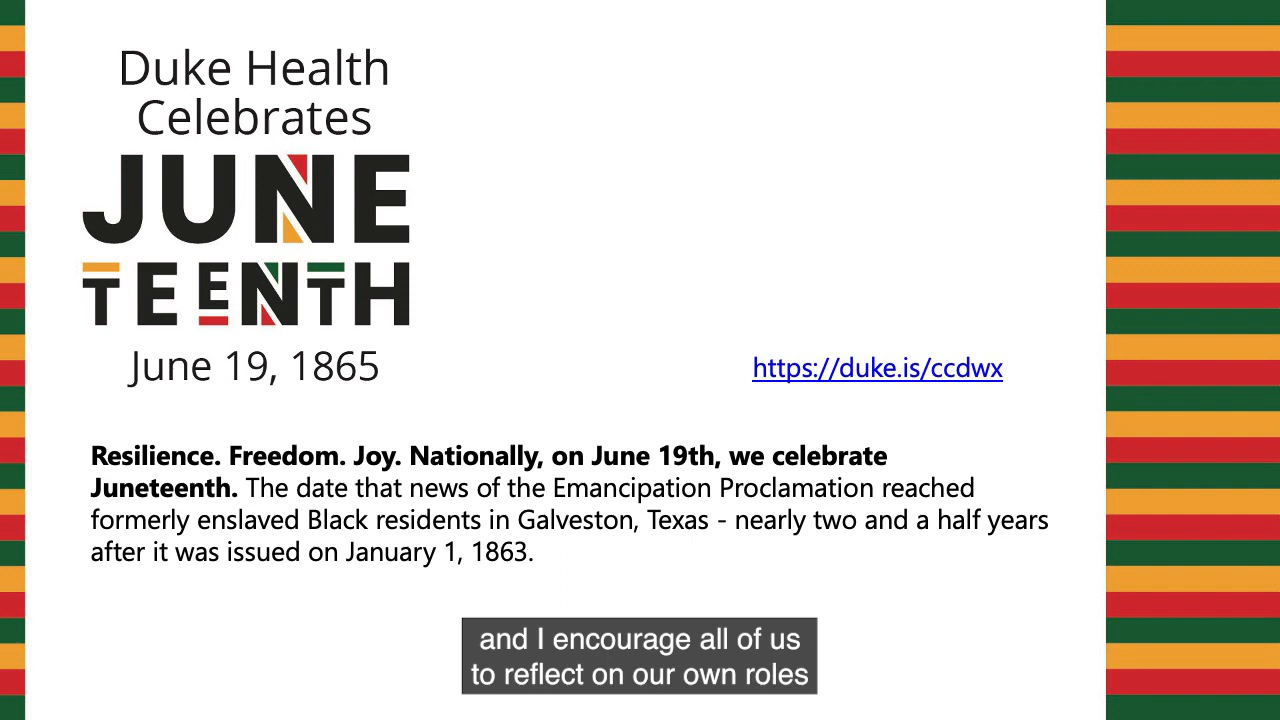 Duke Health
Celebrates
JUNE
TEENTH
June 19, 1865
https://duke.is/ccdwx
Resilience. Freedom. Joy. Nationally, on June 19th, we celebrate
Juneteenth. The date that news of the Emancipation Proclamation reached
formerly enslaved Black residents in Galveston, Texas - nearly two and a half years
after it was issued on January 1, 1863.
and I encourage all of us
to reflect on our own roles